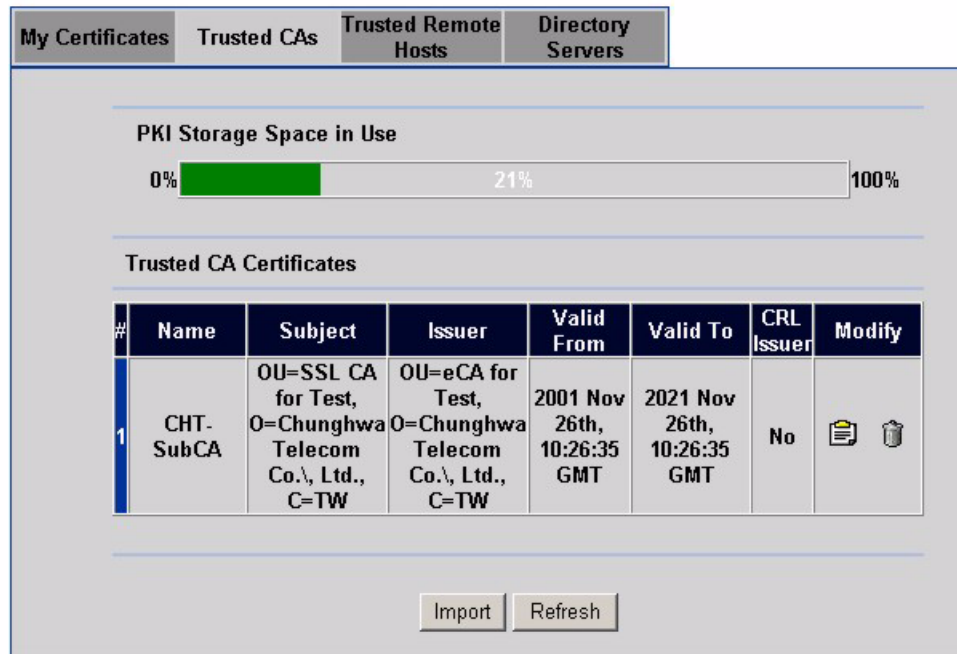 My Certificates Trusted CAs Trusted Remote Hosts Directory Servers
PKI Storage Space in Use
0% 21% 100%
Trusted CA Certificates
# Name Subject Issuer Valid From Valid To CRL Issuer Modify
1 CHT-SubCA OU=SSL CA for Test, O=Chunghwa Telecom Co.\, Ltd., C=TW OU=eCA for Test, O=Chunghwa Telecom Co.\, Ltd., C=TW 2001 Nov 26th, 10:26:35 GMT 2021 Nov 26th, 10:26:35 GMT No
Import Refresh